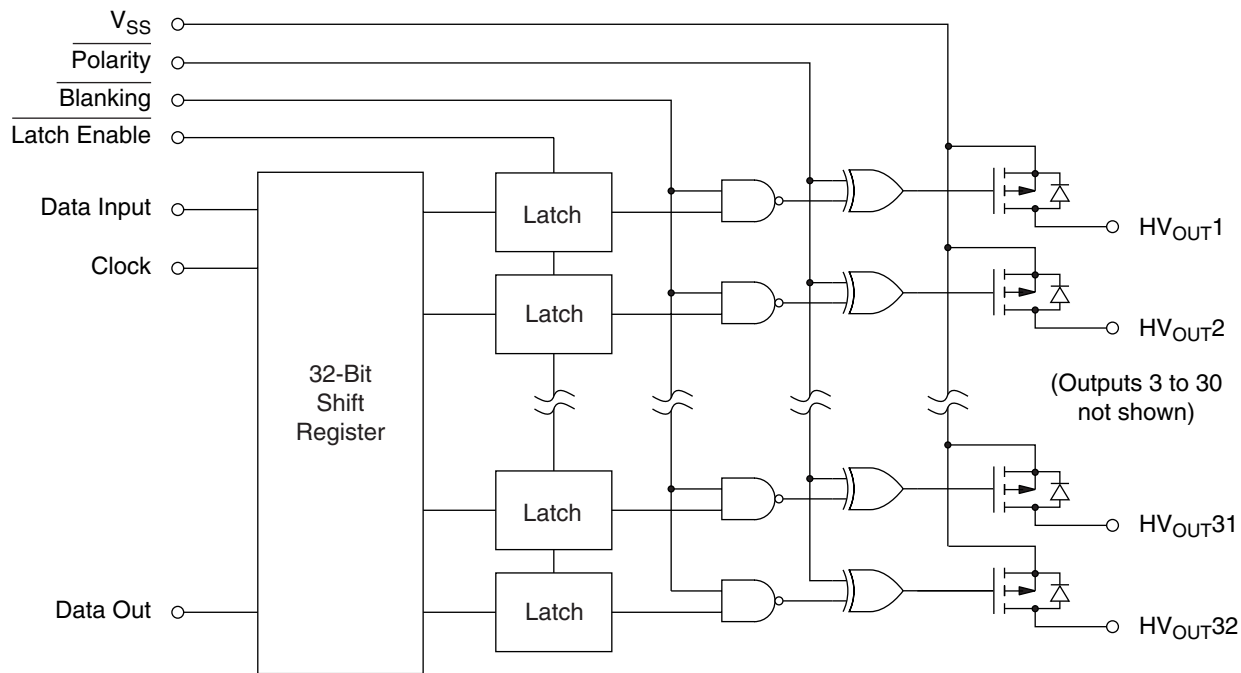 VSS
Polarity
Blanking
Latch Enable
Data Input
Clock
Data Out
32-Bit
Shift
Register
Latch
Latch
Latch
Latch
HVOUT1
HVOUT2
(Outputs 3 to 30
not shown)
HVOUT31
HVOUT32